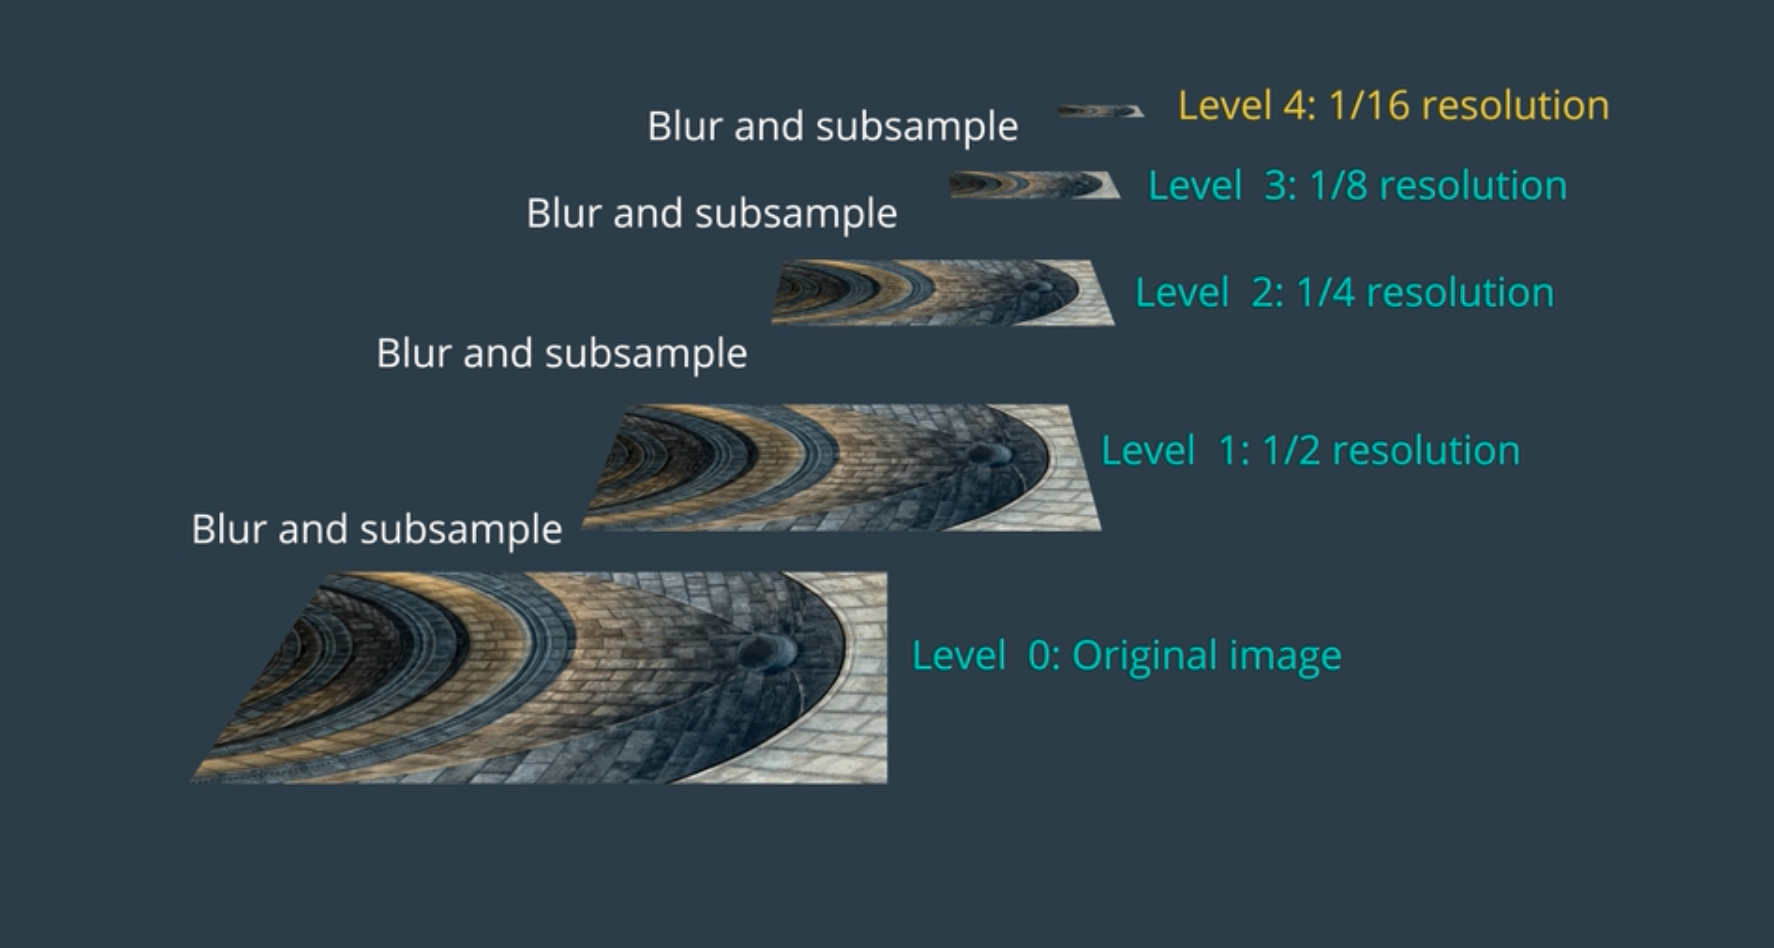 Level 4: 1/16 resolution
Blur and subsample
Level 3: 1/8 resolution
Blur and subsample
Level 2: 1/4 resolution
Blur and subsample
Level 1: 1/2 resolution
Blur and subsample
Level 0: Original image